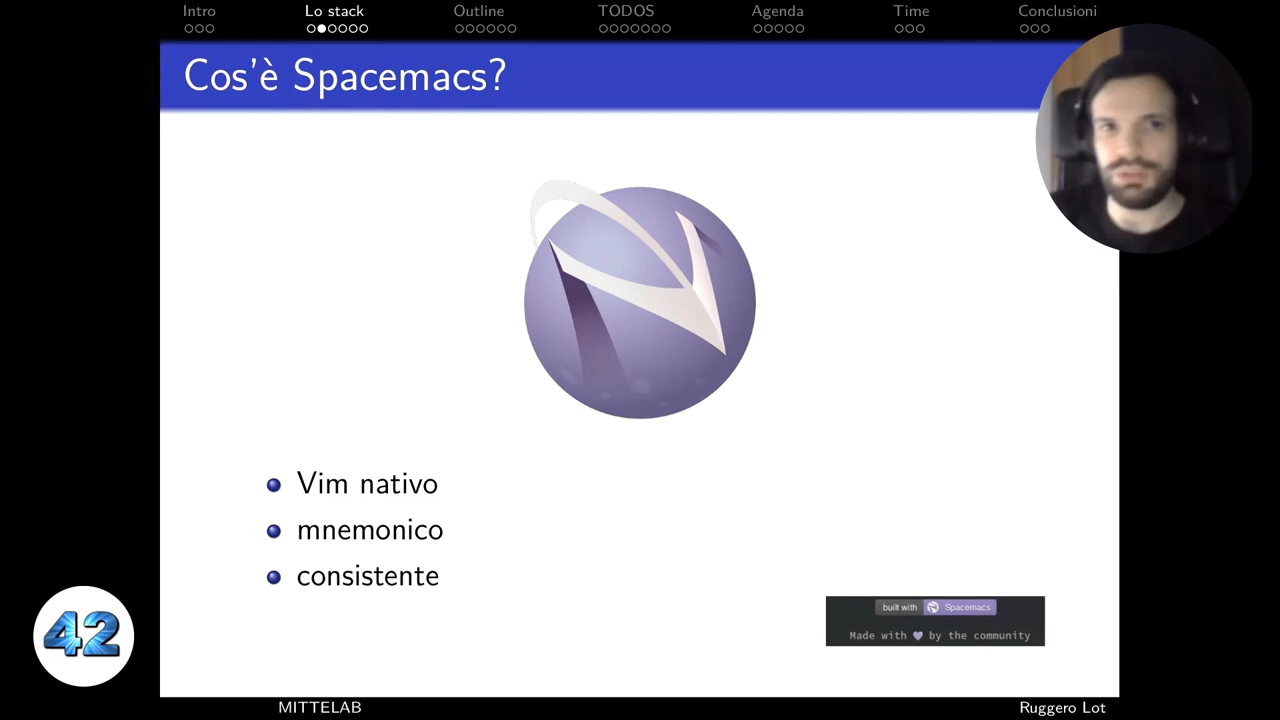 Intro Lo stack Outline TODOS Agenda Time Conclusioni
Cos'è Spacemacs?
Vim nativo
mnemonico
consistente
built with Spacemacs
Made with 💜 by the community
42
MITTELAB Ruggero Lot